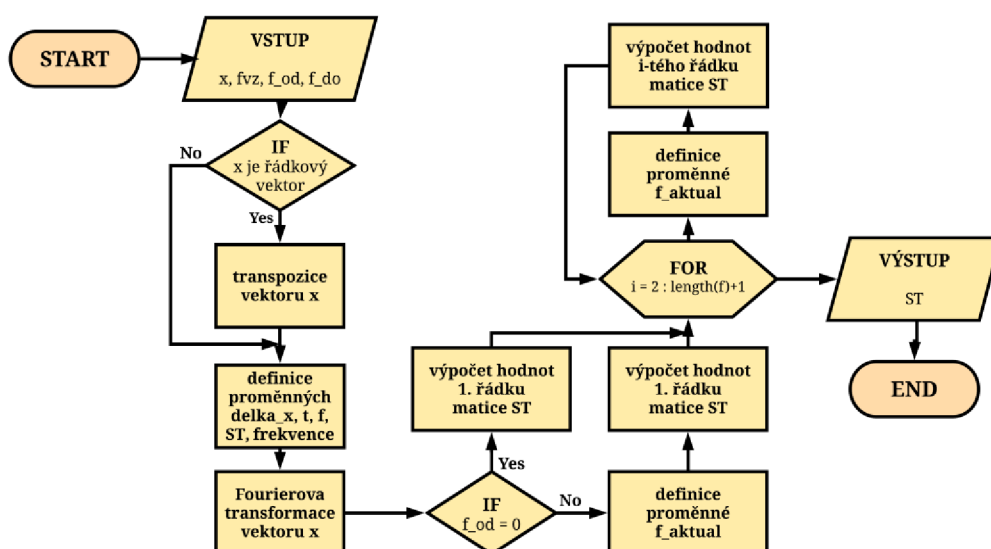 START
VSTUP
x, fvz, f_od, f_do
IF
x je řádkový
vektor
No
Yes
transpozice
vektoru x
definice
proměnných
delka_x, t, f,
ST, frekvence
Fourierova
transformace
vektoru x
IF
f_od = 0
Yes
No
výpočet hodnot
1. řádku
matice ST
definice
proměnné
f_aktual
výpočet hodnot
1. řádku
matice ST
FOR
i = 2 : length(f)+1
definice
proměnné
f_aktual
výpočet hodnot
i-tého řádku
matice ST
VÝSTUP
ST
END